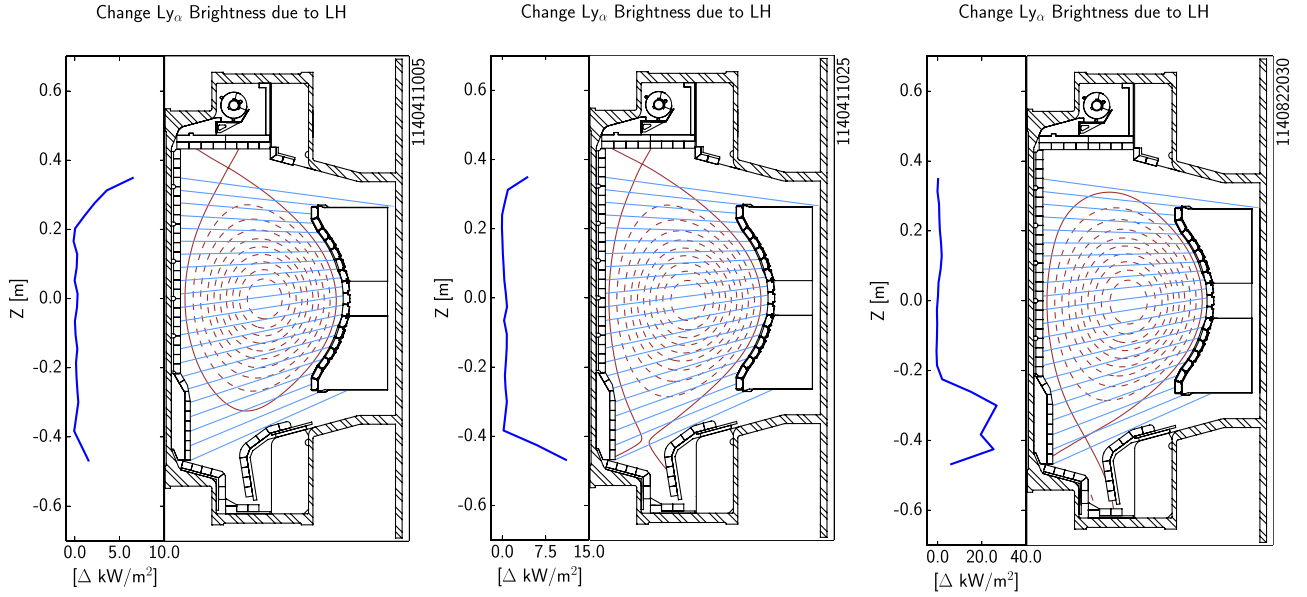 Change Ly_α Brightness due to LH
0.6
0.4
0.2
0.0
-0.2
-0.4
-0.6
Z [m]
0.0 5.0 10.0
[Δ kW/m²]
1140411005
Change Ly_α Brightness due to LH
0.6
0.4
0.2
0.0
-0.2
-0.4
-0.6
Z [m]
0.0 7.5 15.0
[Δ kW/m²]
1140411025
Change Ly_α Brightness due to LH
0.6
0.4
0.2
0.0
-0.2
-0.4
-0.6
Z [m]
0.0 20.0 40.0
[Δ kW/m²]
1140822030